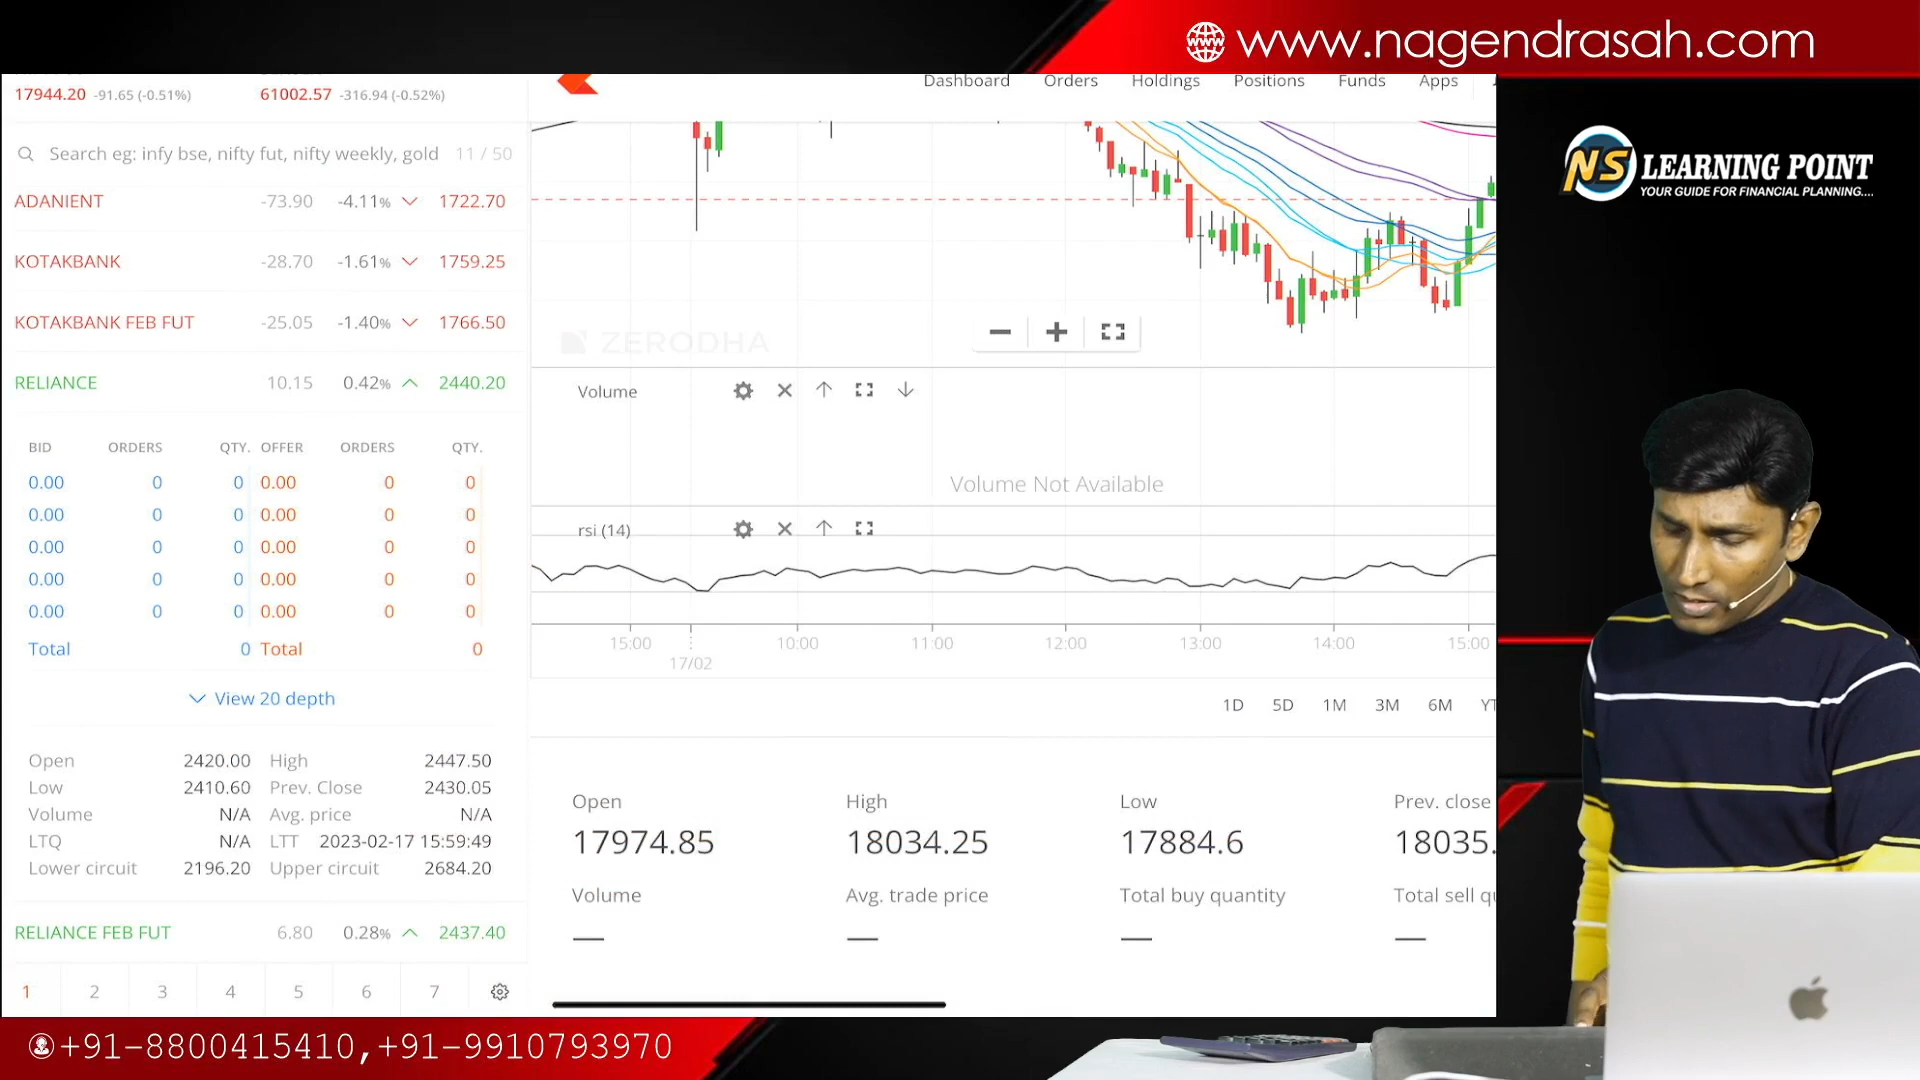 www.nagendrasah.com
17944.20 -91.65 (-0.51%) 61002.57 -316.94 (-0.52%)
Dashboard Orders Holdings Positions Funds Apps
Search eg: infy bse, nifty fut, nifty weekly, gold 11 / 50
NS LEARNING POINT
YOUR GUIDE FOR FINANCIAL PLANNING....
ADANIENT -73.90 -4.11% 1722.70
KOTAKBANK -28.70 -1.61% 1759.25
KOTAKBANK FEB FUT -25.05 -1.40% 1766.50
ZERODHA
RELIANCE 10.15 0.42% 2440.20
BID ORDERS QTY. OFFER ORDERS QTY.
0.00 0 0 0.00 0 0
0.00 0 0 0.00 0 0
0.00 0 0 0.00 0 0
0.00 0 0 0.00 0 0
0.00 0 0 0.00 0 0
Total 0 Total 0
View 20 depth
Open 2420.00 High 2447.50
Low 2410.60 Prev. Close 2430.05
Volume N/A Avg. price N/A
LTQ N/A LTT 2023-02-17 15:59:49
Lower circuit 2196.20 Upper circuit 2684.20
RELIANCE FEB FUT 6.80 0.28% 2437.40
1 2 3 4 5 6 7
Volume
Volume Not Available
rsi (14)
15:00 10:00 11:00 12:00 13:00 14:00 15:00
17/02
1D 5D 1M 3M 6M YT
Open High Low Prev. close
17974.85 18034.25 17884.6 18035.
Volume Avg. trade price Total buy quantity Total sell qu
— — — —
+91-8800415410,+91-9910793970